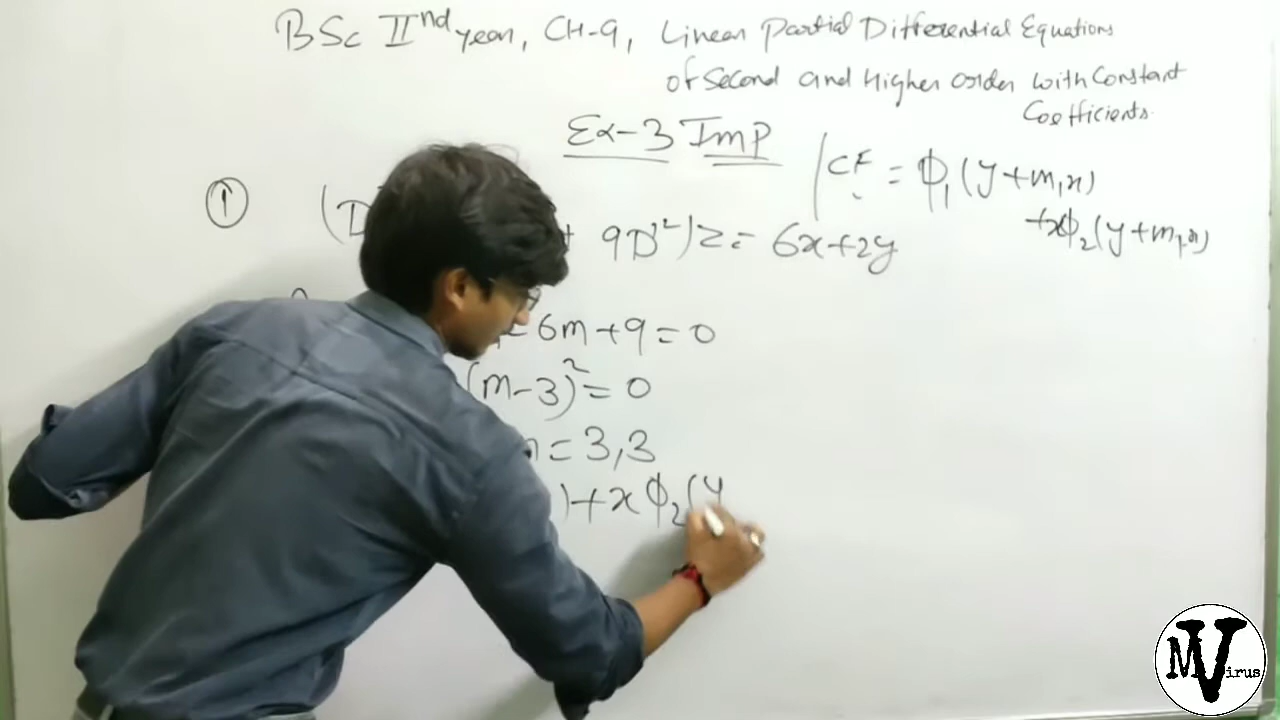 BSc IInd year, CH-9, Linear Partial Differential Equations
of Second and Higher order with Constant
Coefficients.
Ex-3 Imp
CF = ϕ₁(y+m₁x)
+xϕ₂(y+m₁x)
① (D + 9D'²)z = 6x+2y
- 6m + 9 = 0
(m-3)² = 0
= 3,3
)+xϕ₂(y
MVirus